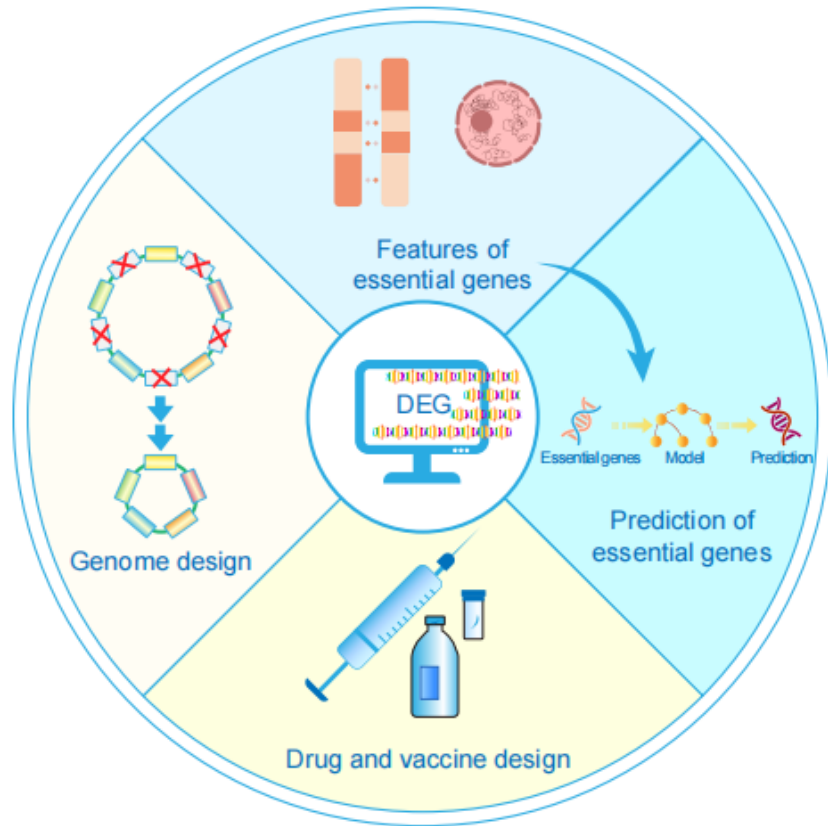 Features of
essential genes
DEG
Essential genes
Model
Prediction
Prediction of
essential genes
Genome design
Drug and vaccine design